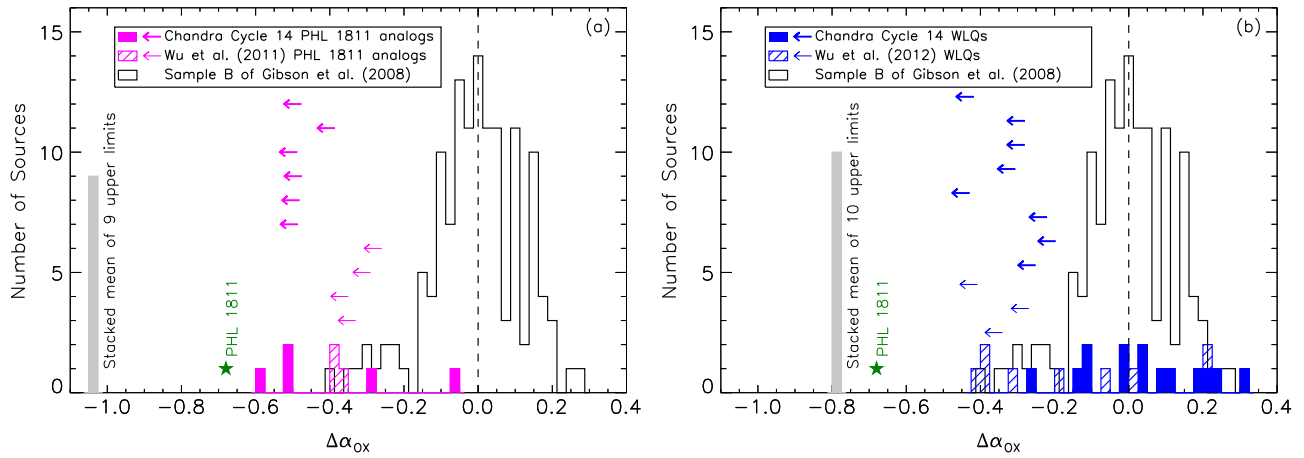 (a)
Chandra Cycle 14 PHL 1811 analogs
Wu et al. (2011) PHL 1811 analogs
Sample B of Gibson et al. (2008)
15
10
5
0
Number of Sources
Stacked mean of 9 upper limits
PHL 1811
−1.0 −0.8 −0.6 −0.4 −0.2 0.0 0.2 0.4
Δαox
(b)
Chandra Cycle 14 WLQs
Wu et al. (2012) WLQs
Sample B of Gibson et al. (2008)
15
10
5
0
Number of Sources
Stacked mean of 10 upper limits
PHL 1811
−1.0 −0.8 −0.6 −0.4 −0.2 0.0 0.2 0.4
Δαox